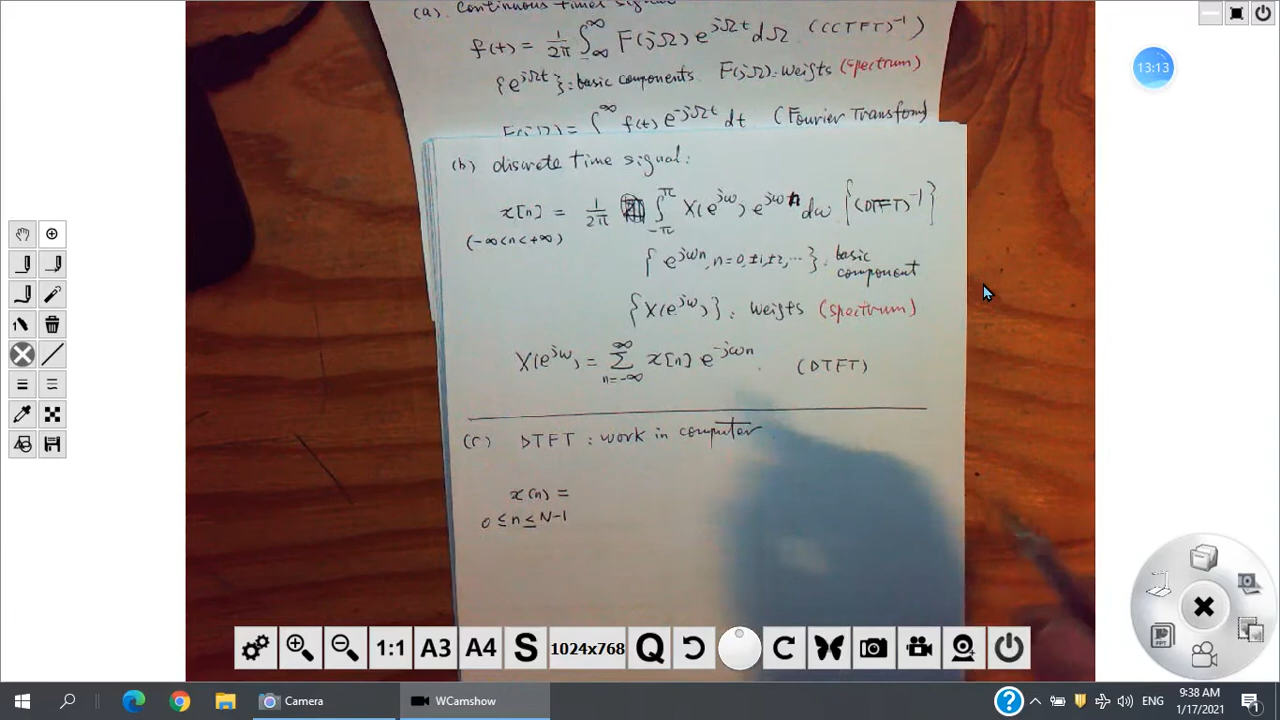 (a). Continuous time signal
f(t) = 1/2π ∫_{-∞}^{∞} F(jΩ) e^{jΩt} dΩ (CCTFT)^{-1})
{e^{jΩt}} : basic components. F(jΩ): weights (spectrum)
F(jΩ) = ∫^{∞} f(t) e^{-jΩt} dt (Fourier Transfom)
(b) discrete time signal:
x[n] = 1/2π ∫_{-π}^{π} X(e^{jω}) e^{jωn} dω {(DTFT)^{-1}}
(-∞<n<+∞)
{e^{jωn}, n=0, ±1, ±2, ...} : basic
component
{X(e^{jω})} : weights (spectrum)
X(e^{jω}) = ∑_{n=-∞}^{∞} x[n] e^{-jωn} . (DTFT)
(c) DTFT : work in computer
x(n) =
0 ≤ n ≤ N-1
13:13
1:1 A3 A4 S 1024x768 Q
PPT
Camera
WCamshow
ENG
9:38 AM
1/17/2021